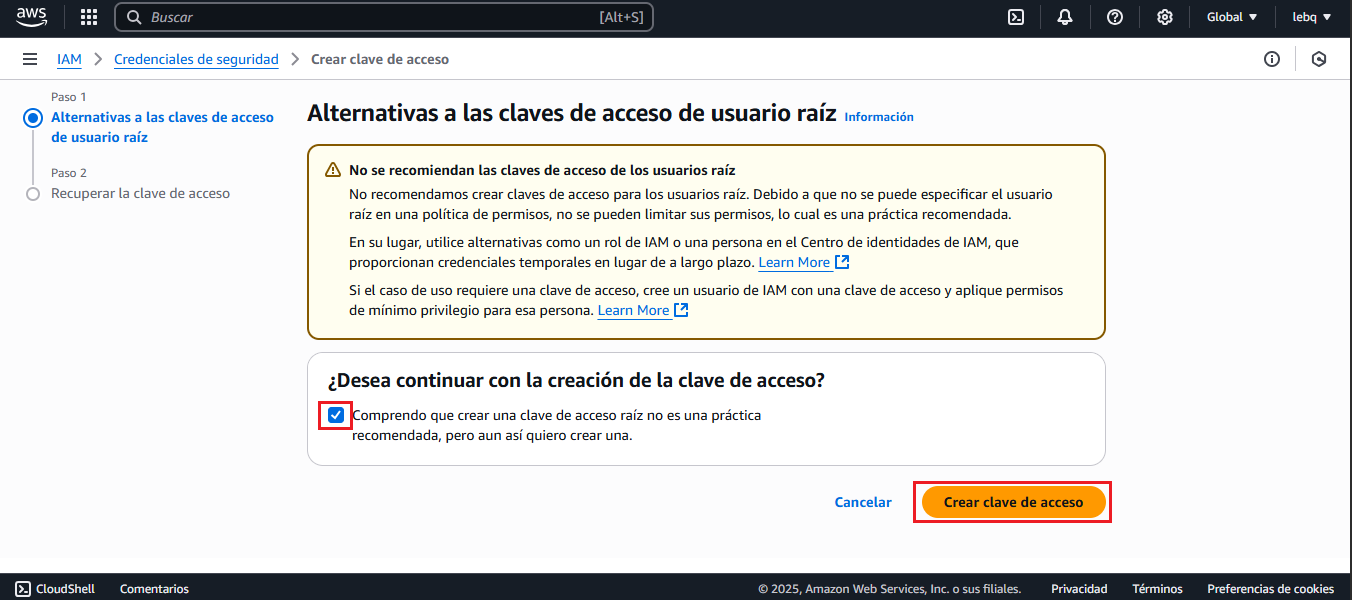 aws
Buscar
[Alt+S]
Global
lebq
IAM
Credenciales de seguridad
Crear clave de acceso
Paso 1
Alternativas a las claves de acceso
de usuario raíz
Paso 2
Recuperar la clave de acceso
Alternativas a las claves de acceso de usuario raíz Información
No se recomiendan las claves de acceso de los usuarios raíz
No recomendamos crear claves de acceso para los usuarios raíz. Debido a que no se puede especificar el usuario
raíz en una política de permisos, no se pueden limitar sus permisos, lo cual es una práctica recomendada.
En su lugar, utilice alternativas como un rol de IAM o una persona en el Centro de identidades de IAM, que
proporcionan credenciales temporales en lugar de a largo plazo. Learn More
Si el caso de uso requiere una clave de acceso, cree un usuario de IAM con una clave de acceso y aplique permisos
de mínimo privilegio para esa persona. Learn More
¿Desea continuar con la creación de la clave de acceso?
Comprendo que crear una clave de acceso raíz no es una práctica
recomendada, pero aun así quiero crear una.
Cancelar
Crear clave de acceso
CloudShell
Comentarios
© 2025, Amazon Web Services, Inc. o sus filiales.
Privacidad
Términos
Preferencias de cookies